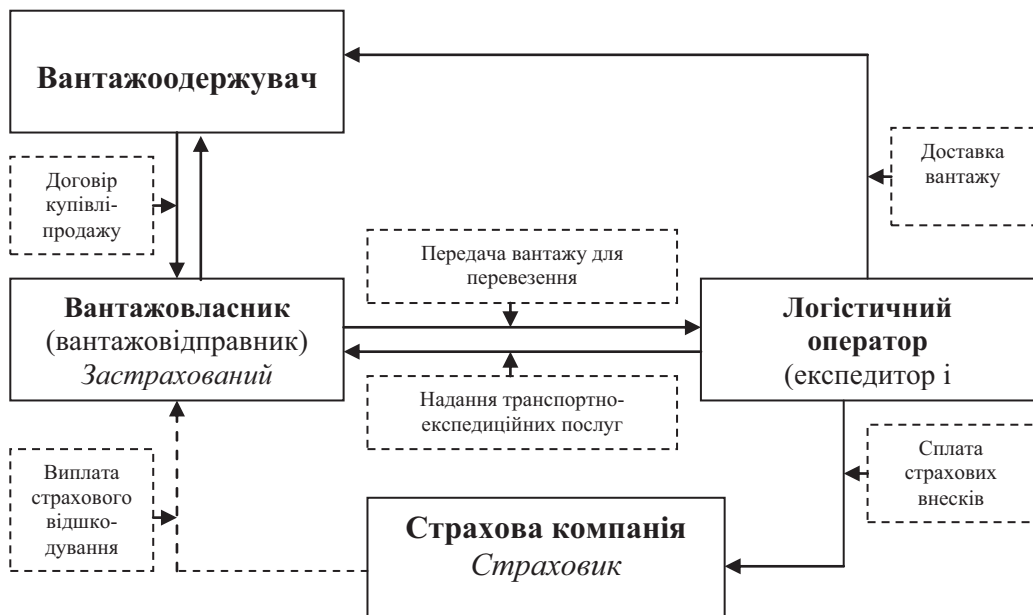 Вантажоодержувач
Договір
купівлі-
продажу
Доставка
вантажу
Передача вантажу для
перевезення
Вантажовласник
(вантажовідправник)
Застрахований
Логістичний
оператор
(експедитор і
Надання транспортно-
експедиційних послуг
Виплата
страхового
відшко-
дування
Сплата
страхових
внесків
Страхова компанія
Страховик